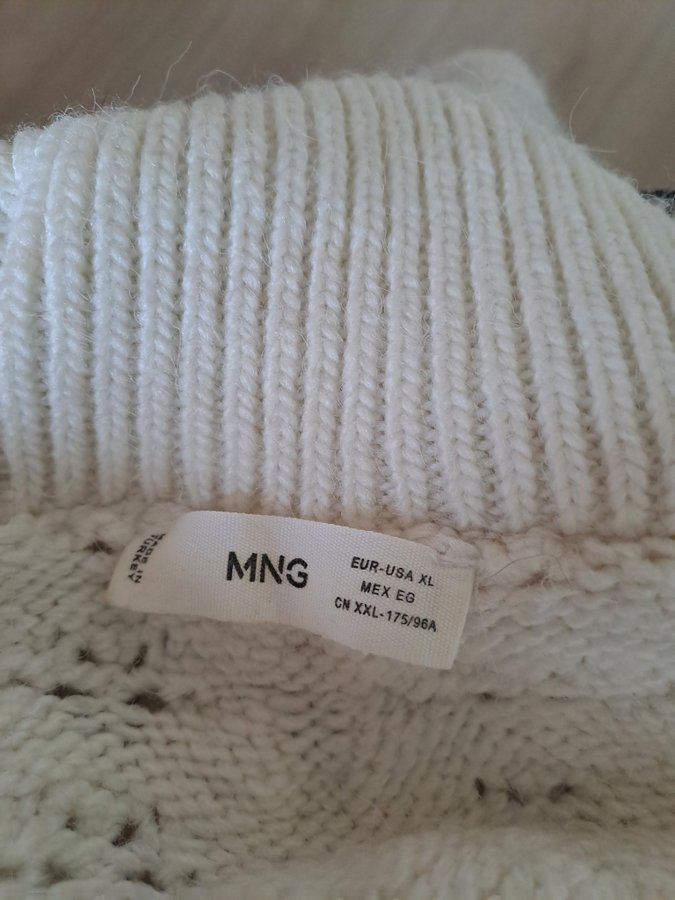 MADE IN
TURKEY
MNG
EUR-USA XL
MEX EG
CN XXL-175/96A